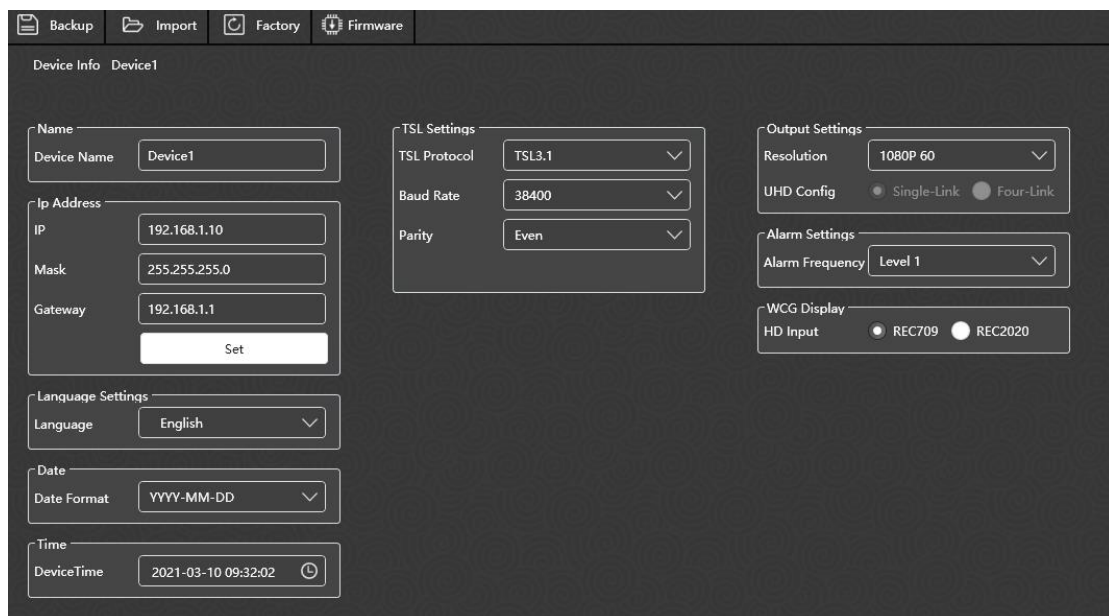 Backup Import Factory Firmware
Device Info Device1
Name
Device Name Device1
Ip Address
IP 192.168.1.10
Mask 255.255.255.0
Gateway 192.168.1.1
Set
Language Settings
Language English
Date
Date Format YYYY-MM-DD
Time
DeviceTime 2021-03-10 09:32:02
TSL Settings
TSL Protocol TSL3.1
Baud Rate 38400
Parity Even
Output Settings
Resolution 1080P 60
UHD Config Single-Link Four-Link
Alarm Settings
Alarm Frequency Level 1
WCG Display
HD Input REC709 REC2020